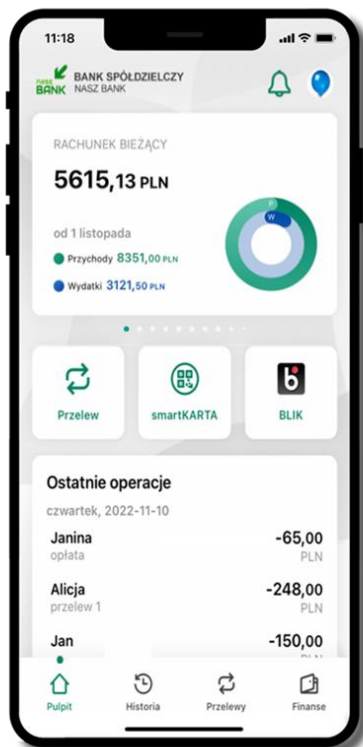 11:18
nasz
BANK
BANK SPÓŁDZIELCZY
NASZ BANK
RACHUNEK BIEŻĄCY
5615,13 PLN
od 1 listopada
Przychody 8351,00 PLN
Wydatki 3121,50 PLN
P
W
Przelew
smartKARTA
b
BLIK
Ostatnie operacje
czwartek, 2022-11-10
Janina -65,00
opłata PLN
Alicja -248,00
przelew 1 PLN
Jan -150,00
Pulpit
Historia
Przelewy
Finanse